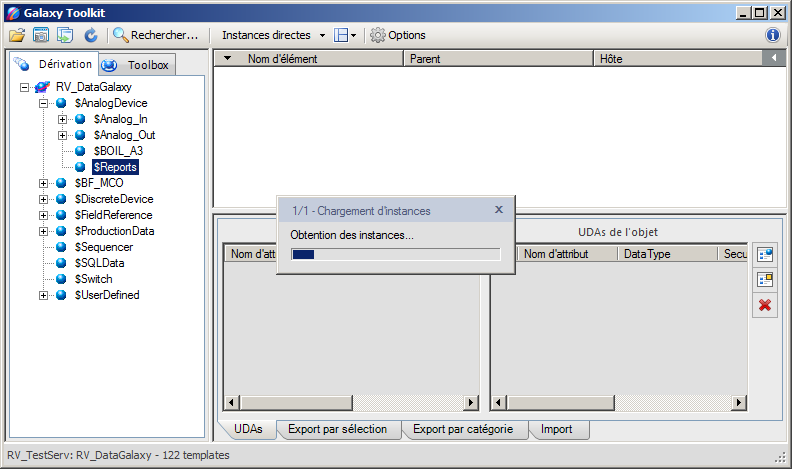 Galaxy Toolkit
Rechercher... Instances directes Options
Dérivation Toolbox
RV_DataGalaxy
$AnalogDevice
$Analog_In
$Analog_Out
$BOIL_A3
$Reports
$BF_MCO
$DiscreteDevice
$FieldReference
$ProductionData
$Sequencer
$SQLData
$Switch
$UserDefined
Nom d'élément Parent Hôte
1/1 - Chargement d'instances X
Obtention des instances...
UDAs de l'objet
Nom d'att Nom d'attribut DataType Secu
UDAs Export par sélection Export par catégorie Import
RV_TestServ: RV_DataGalaxy - 122 templates